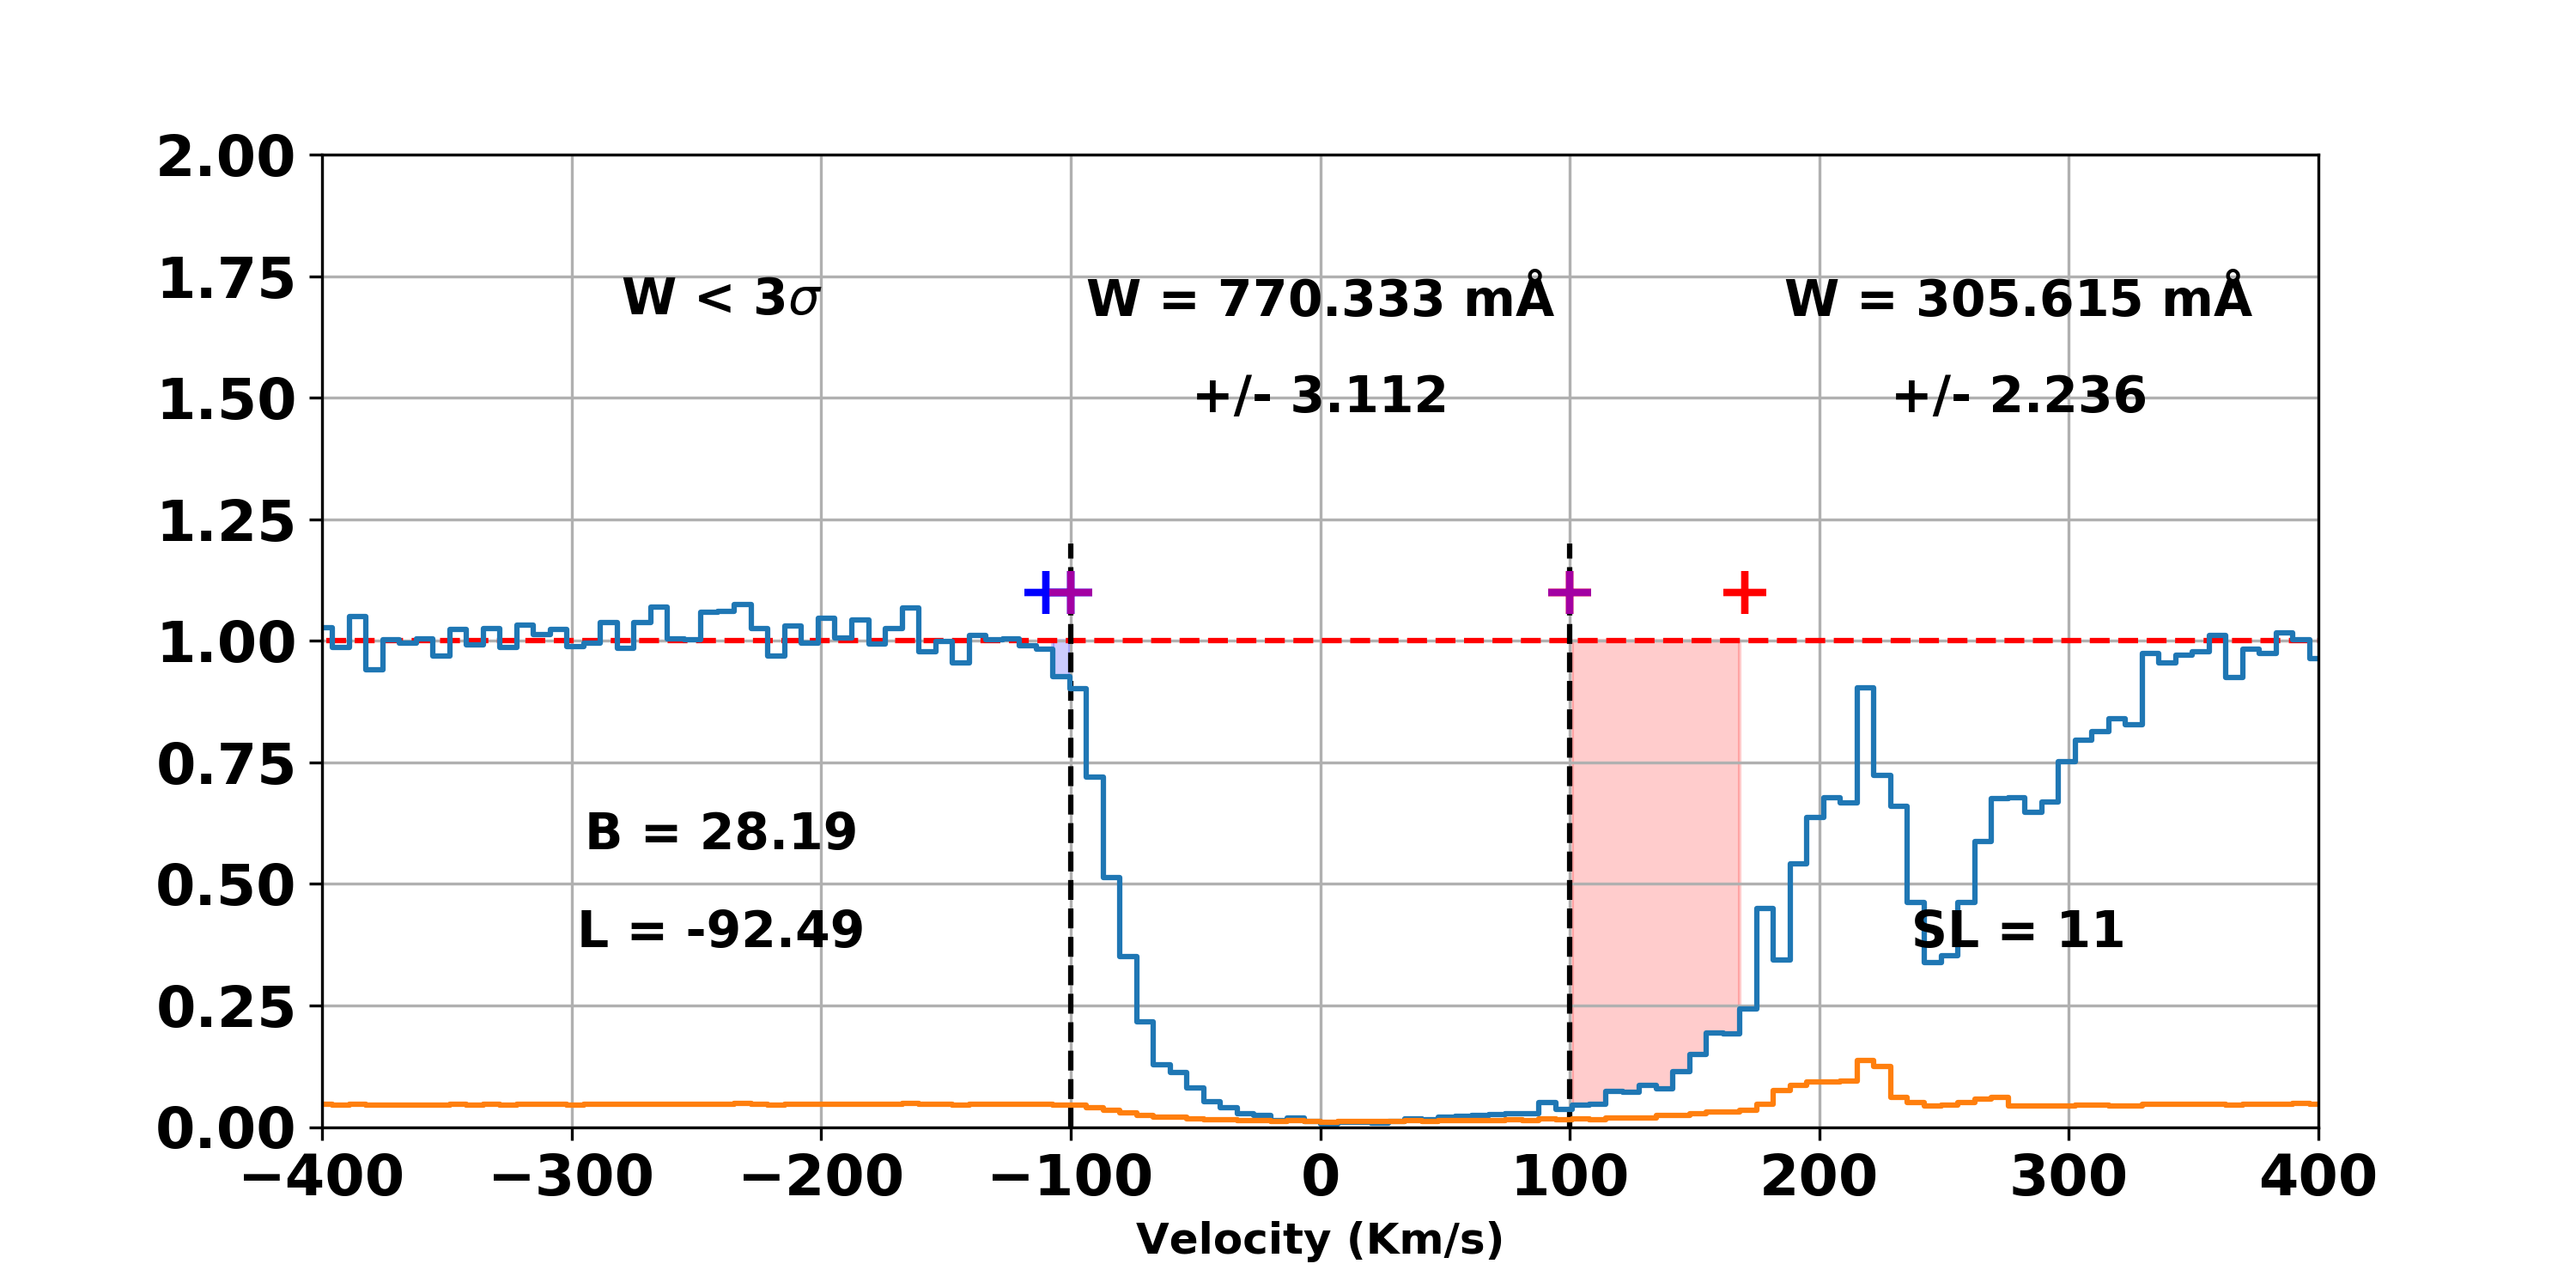 2.00
1.75
1.50
1.25
1.00
0.75
0.50
0.25
0.00
W < 3σ
W = 770.333 mÅ
+/- 3.112
W = 305.615 mÅ
+/- 2.236
B = 28.19
L = -92.49
SL = 11
−400 −300 −200 −100 0 100 200 300 400
Velocity (Km/s)